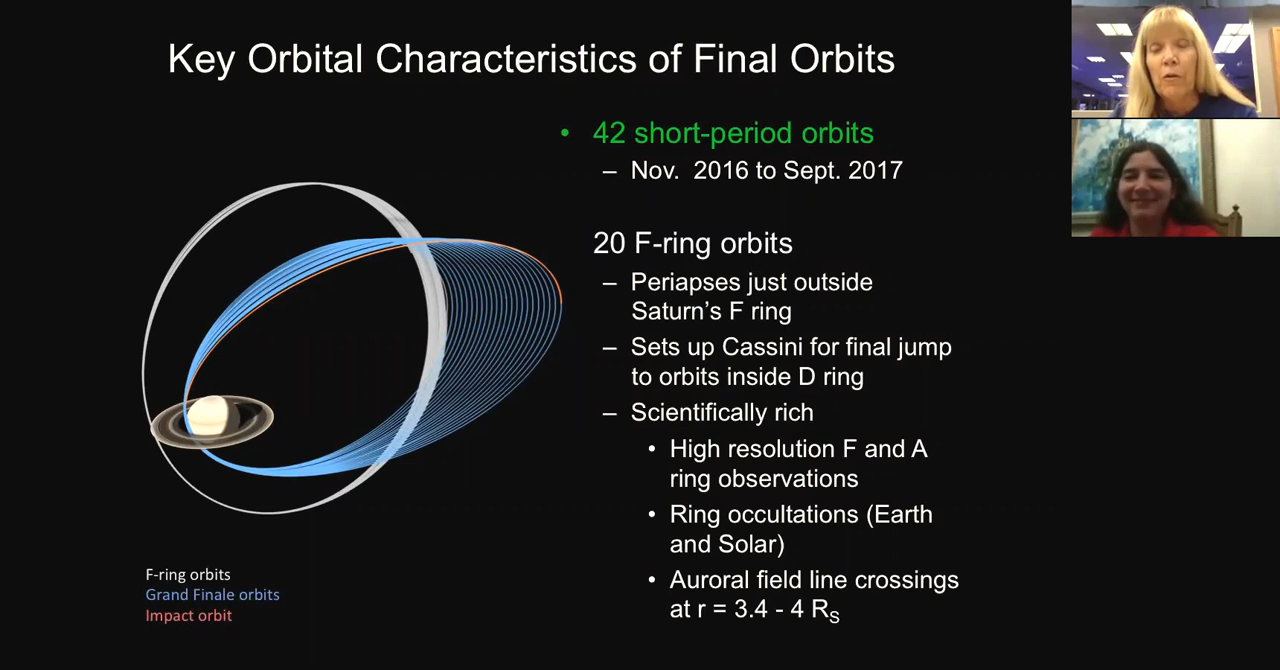 Key Orbital Characteristics of Final Orbits
• 42 short-period orbits
– Nov. 2016 to Sept. 2017
20 F-ring orbits
– Periapses just outside
Saturn’s F ring
– Sets up Cassini for final jump
to orbits inside D ring
– Scientifically rich
• High resolution F and A
ring observations
• Ring occultations (Earth
and Solar)
• Auroral field line crossings
at r = 3.4 - 4 RS
F-ring orbits
Grand Finale orbits
Impact orbit